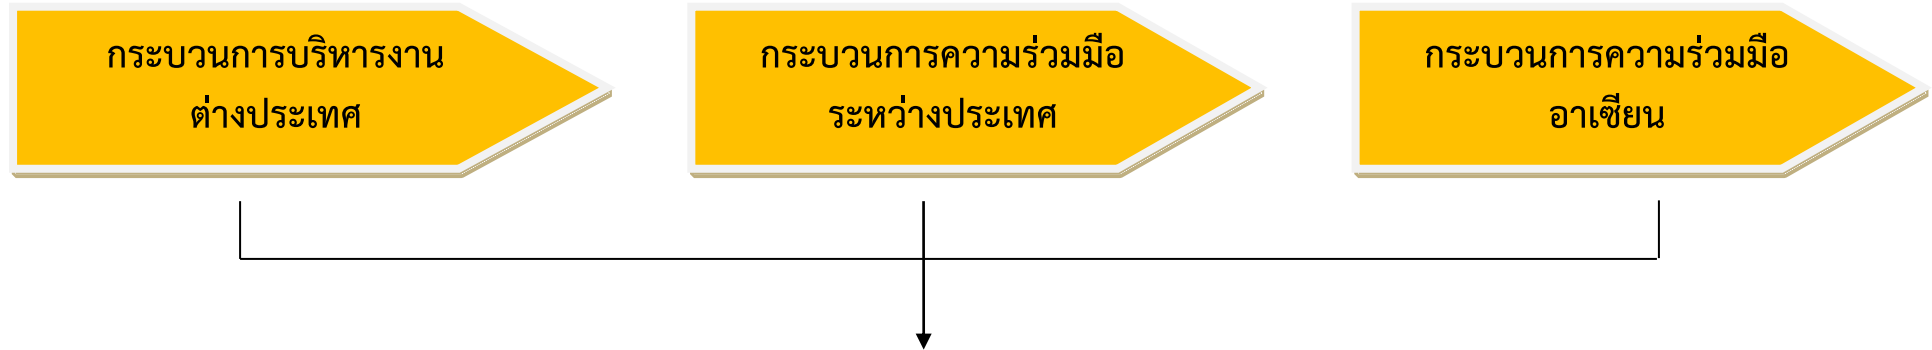 กระบวนการบริหารงาน
ต่างประเทศ
กระบวนการความร่วมมือ
ระหว่างประเทศ
กระบวนการความร่วมมือ
อาเซียน